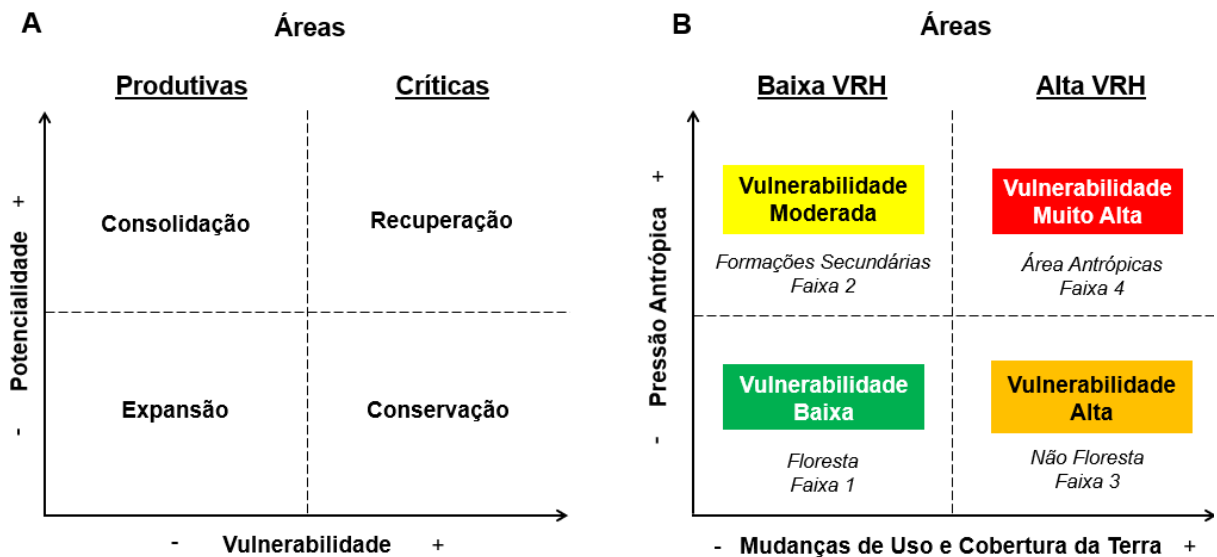 A
Áreas
Produtivas
Críticas
- Potencialidade +
Consolidação
Recuperação
Expansão
Conservação
- Vulnerabilidade +
B
Áreas
Baixa VRH
Alta VRH
- Pressão Antrópica +
Vulnerabilidade
Moderada
Formações Secundárias
Faixa 2
Vulnerabilidade
Muito Alta
Área Antrópicas
Faixa 4
Vulnerabilidade
Baixa
Floresta
Faixa 1
Vulnerabilidade
Alta
Não Floresta
Faixa 3
- Mudanças de Uso e Cobertura da Terra +